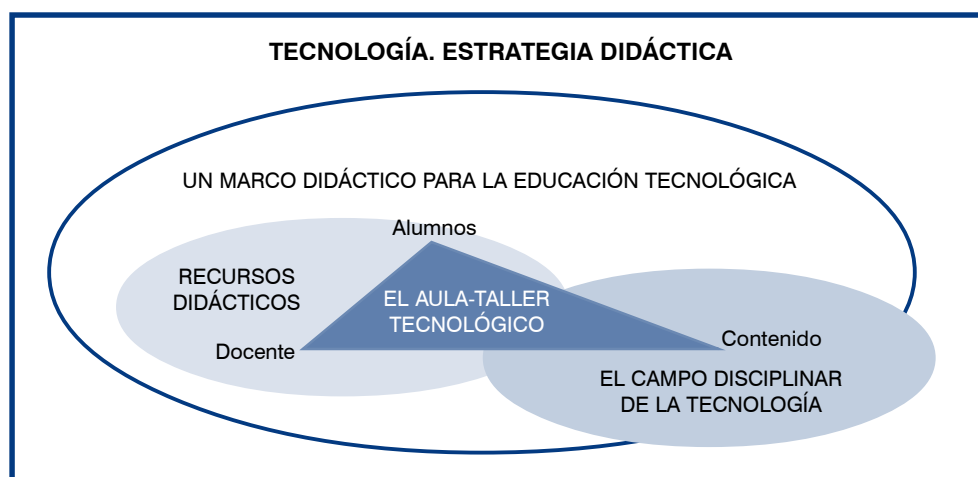 TECNOLOGÍA. ESTRATEGIA DIDÁCTICA
UN MARCO DIDÁCTICO PARA LA EDUCACIÓN TECNOLÓGICA
Alumnos
RECURSOS
DIDÁCTICOS
EL AULA-TALLER
TECNOLÓGICO
Docente
Contenido
EL CAMPO DISCIPLINAR
DE LA TECNOLOGÍA